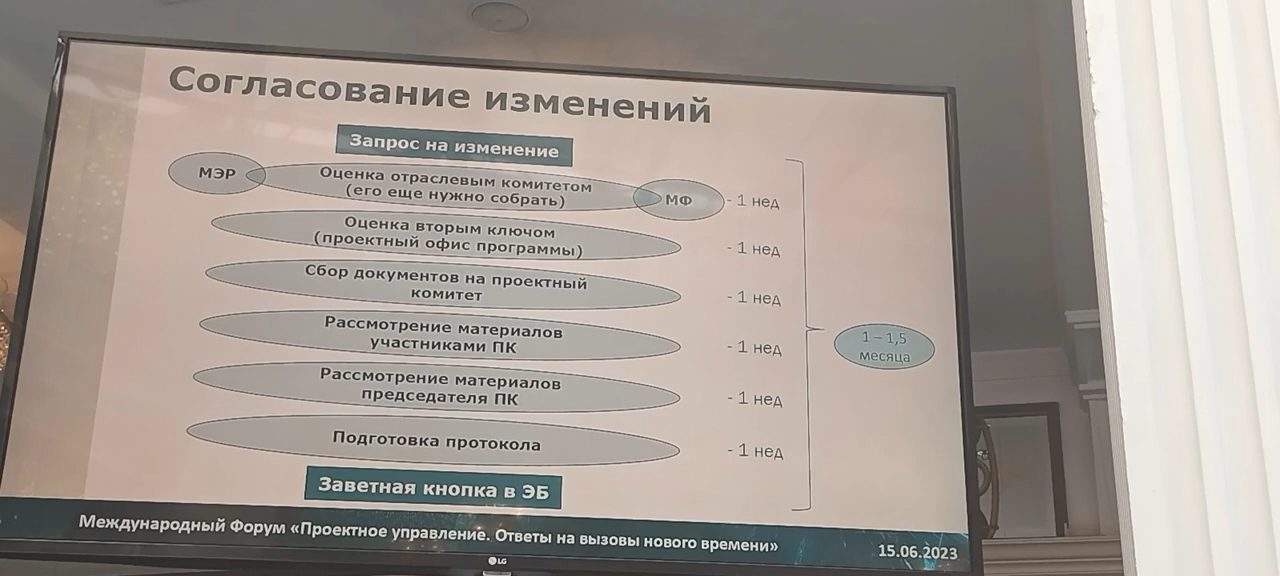 Согласование изменений
Запрос на изменение
МЭР
Оценка отраслевым комитетом
(его еще нужно собрать)
МФ
- 1 нед
Оценка вторым ключом
(проектный офис программы)
- 1 нед
Сбор документов на проектный
комитет
- 1 нед
Рассмотрение материалов
участниками ПК
- 1 нед
Рассмотрение материалов
председателя ПК
- 1 нед
Подготовка протокола
- 1 нед
1 – 1,5
месяца
Заветная кнопка в ЭБ
Международный Форум «Проектное управление. Ответы на вызовы нового времени»
15.06.2023
LG